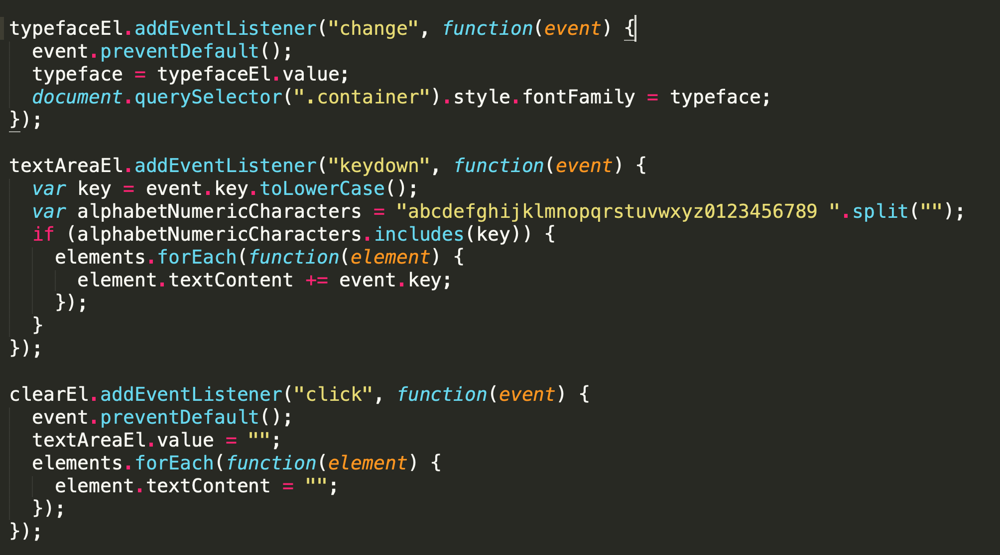 typefaceEl.addEventListener("change", function(event) {
  event.preventDefault();
  typeface = typefaceEl.value;
  document.querySelector(".container").style.fontFamily = typeface;
});

textAreaEl.addEventListener("keydown", function(event) {
  var key = event.key.toLowerCase();
  var alphabetNumericCharacters = "abcdefghijklmnopqrstuvwxyz0123456789 ".split("");
  if (alphabetNumericCharacters.includes(key)) {
    elements.forEach(function(element) {
      element.textContent += event.key;
    });
  }
});

clearEl.addEventListener("click", function(event) {
  event.preventDefault();
  textAreaEl.value = "";
  elements.forEach(function(element) {
    element.textContent = "";
  });
});